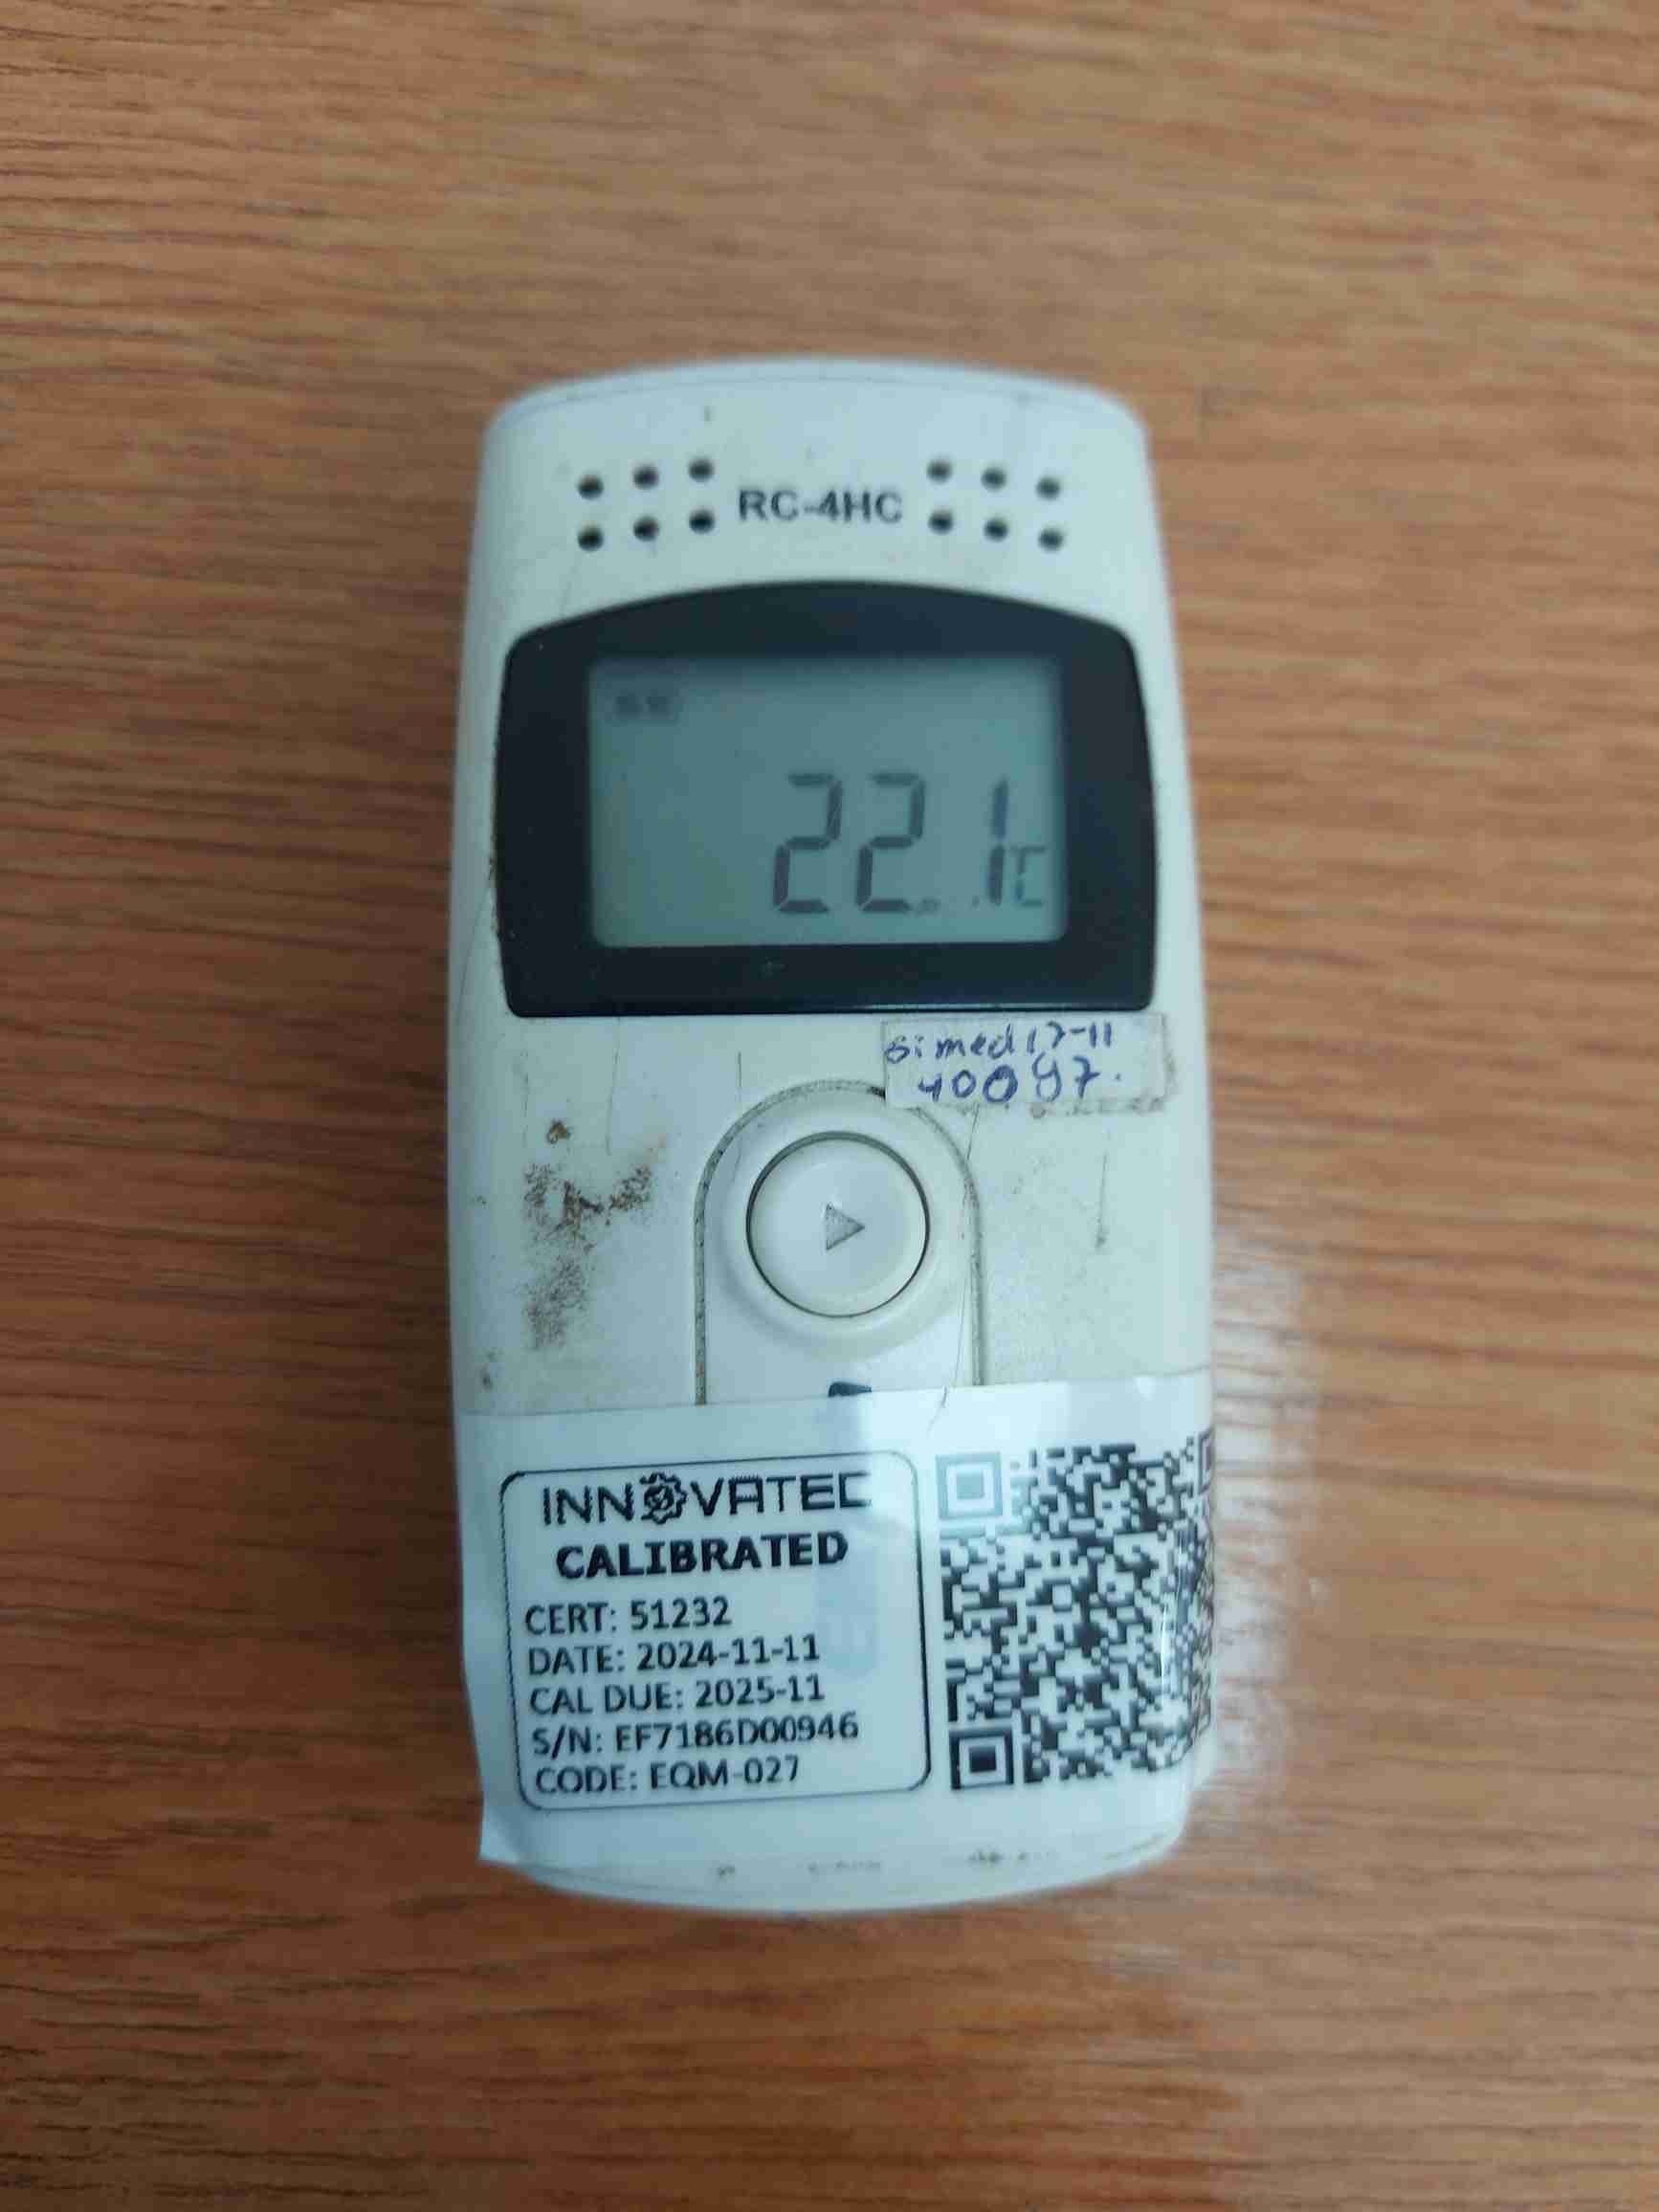 RC-4HC
22.1℃
simed 17-11
40097.
INNOVATEC
CALIBRATED
CERT: 51232
DATE: 2024-11-11
CAL DUE: 2025-11
S/N: EF7186D00946
CODE: EQM-027